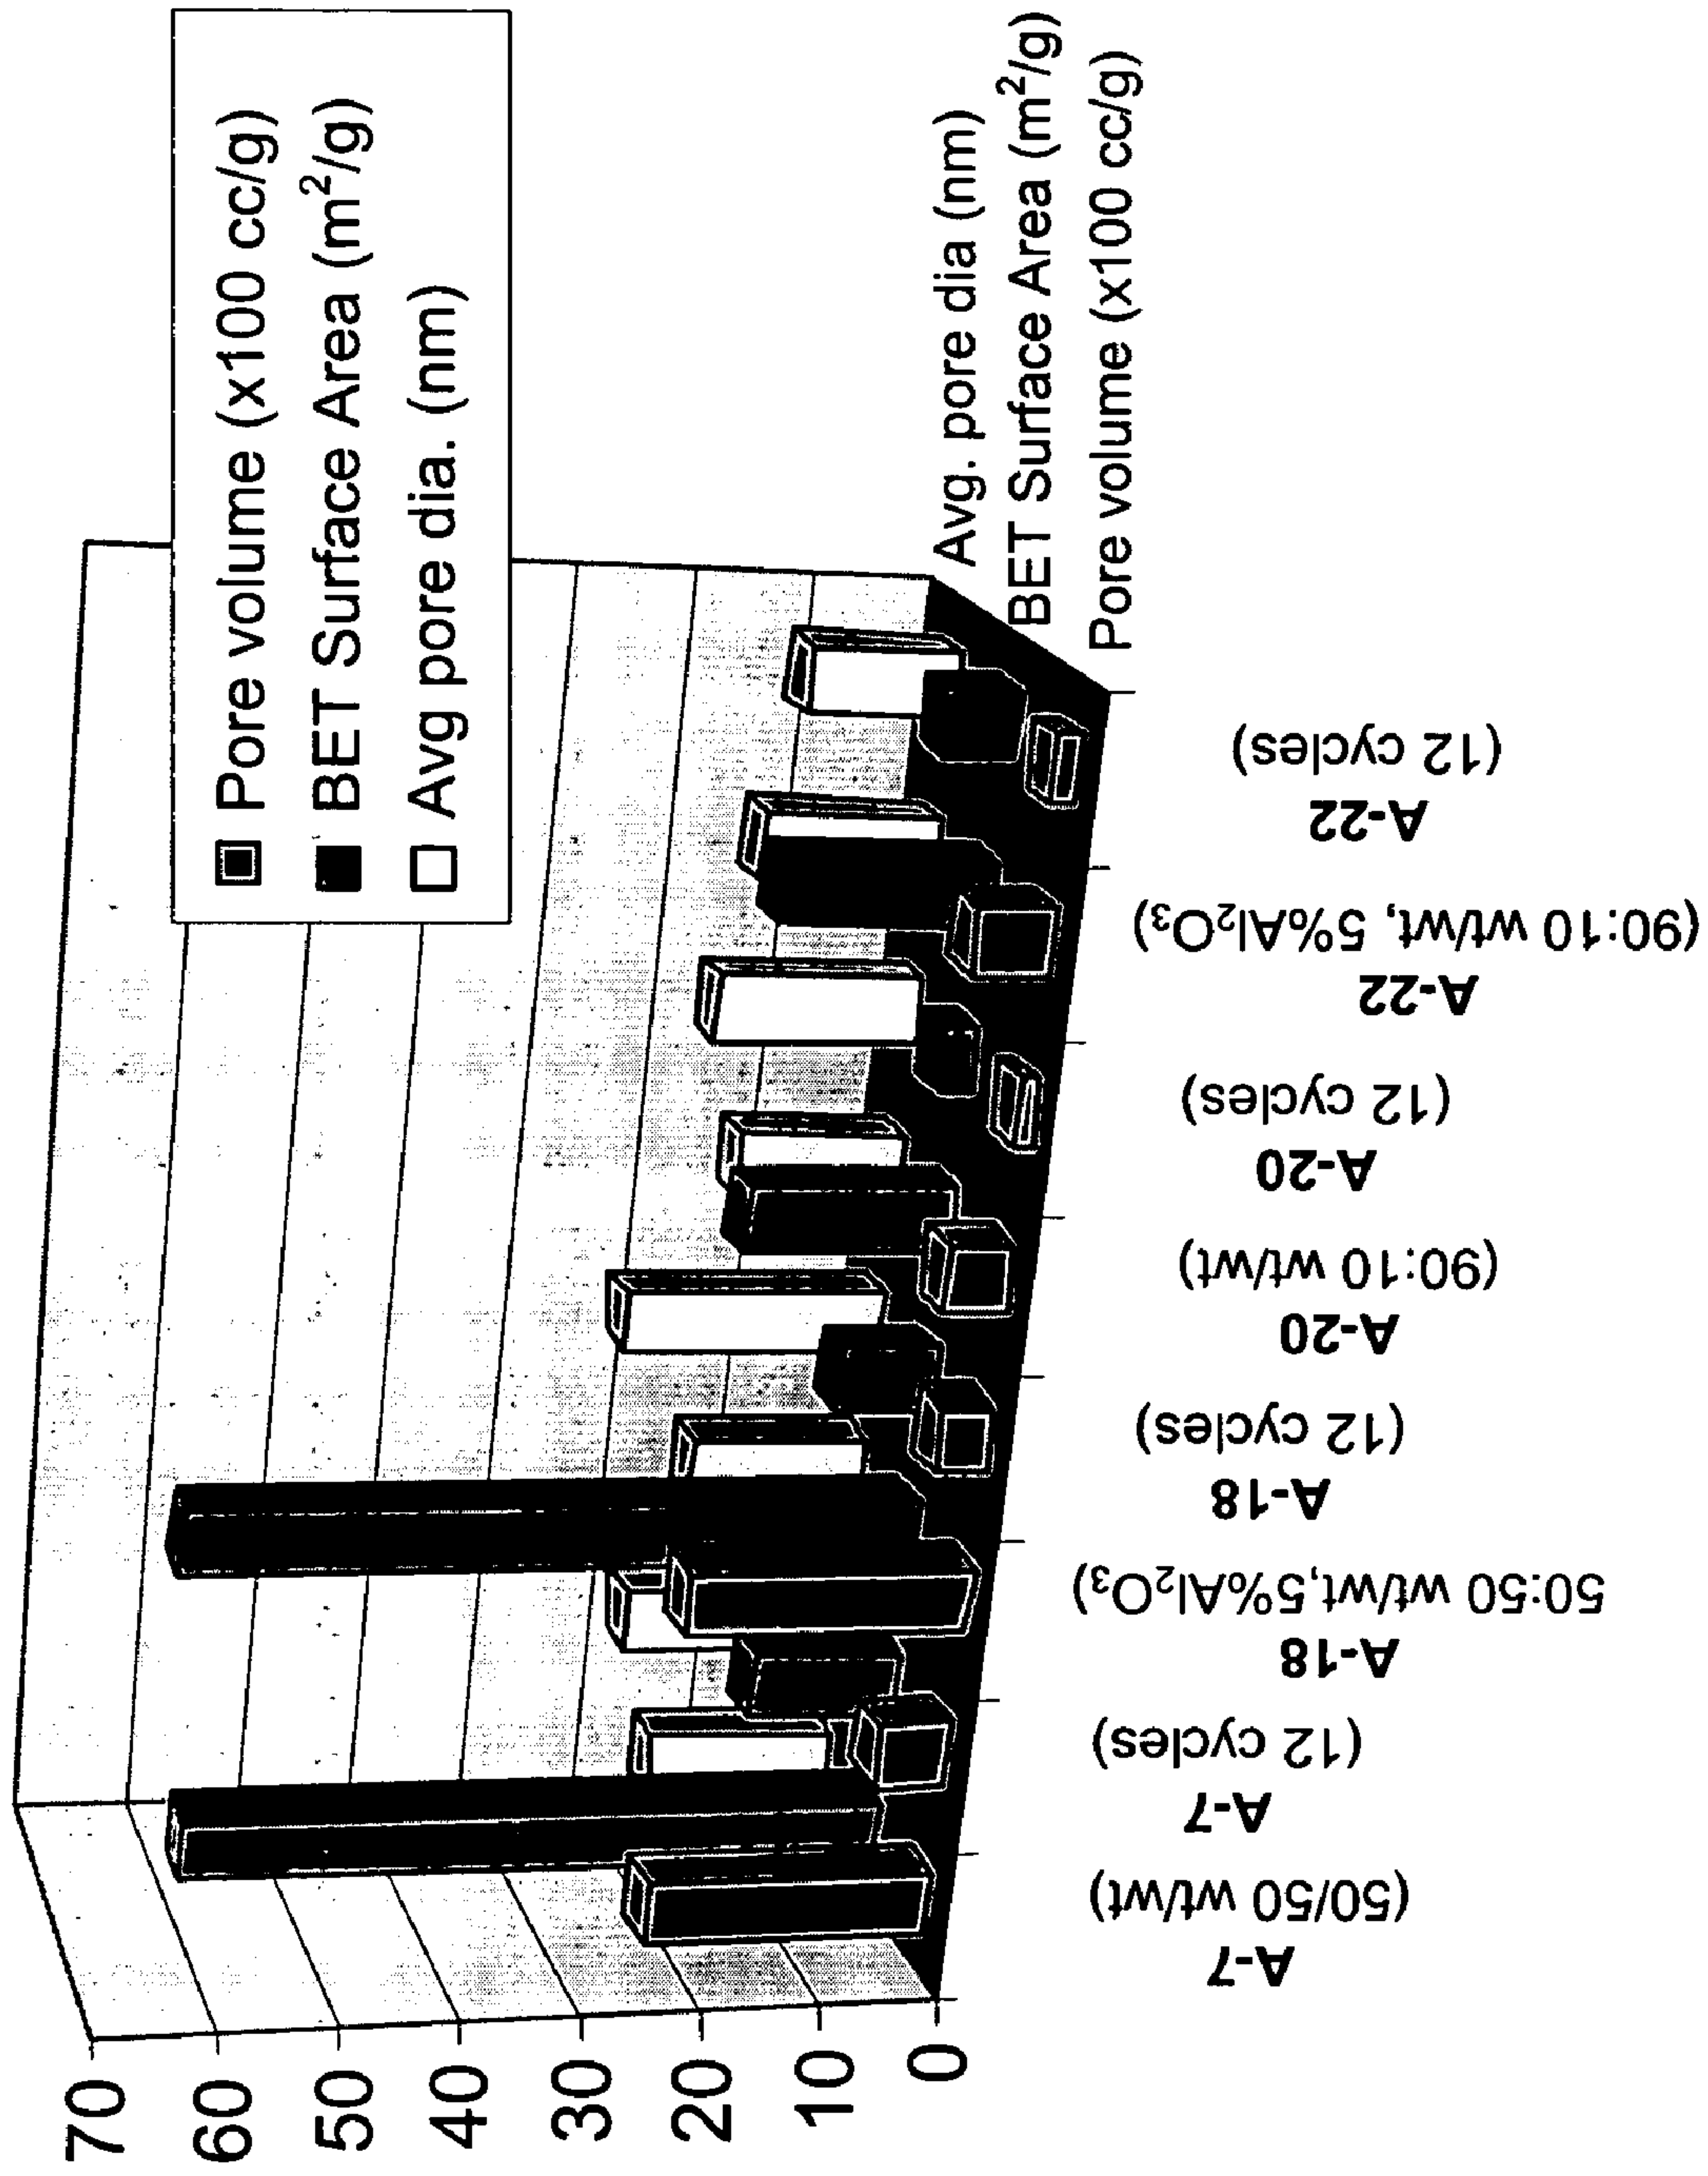 Pore volume (x100 cc/g)
BET Surface Area (m²/g)
Avg pore dia. (nm)
70
60
50
40
30
20
10
0
Avg. pore dia (nm)
BET Surface Area (m²/g)
Pore volume (x100 cc/g)
A-7
(50/50 wt/wt)
A-7
(12 cycles)
A-18
50:50 wt/wt,5%Al₂O₃)
A-18
(12 cycles)
A-20
(90:10 wt/wt)
A-20
(12 cycles)
A-22
(90:10 wt/wt, 5%Al₂O₃)
A-22
(12 cycles)